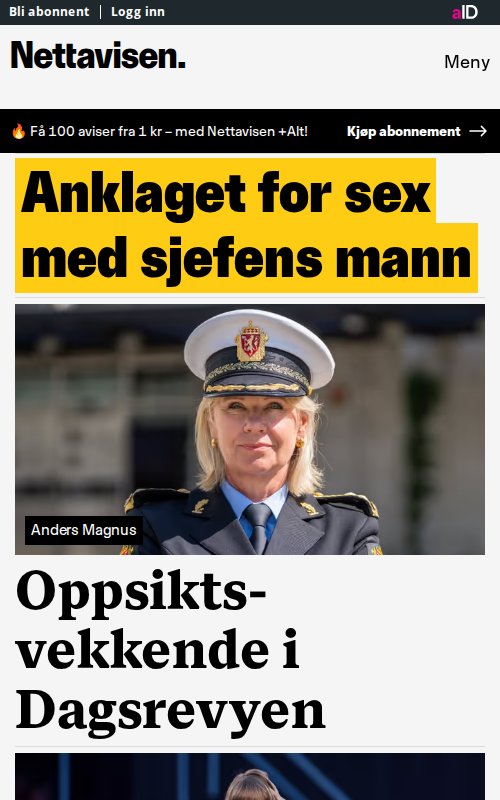 Bli abonnent
Logg inn
aID
Nettavisen.
Meny
🔥 Få 100 aviser fra 1 kr – med Nettavisen +Alt!
Kjøp abonnement →
Anklaget for sex
med sjefens mann
Anders Magnus
Oppsikts-
vekkende i
Dagsrevyen